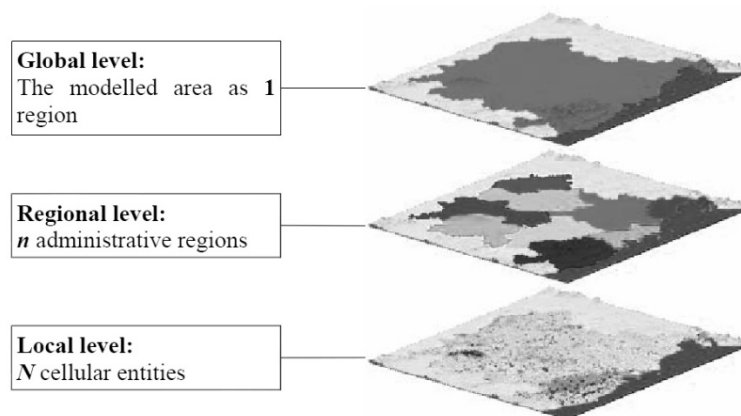 Global level:
The modelled area as 1
region
Regional level:
n administrative regions
Local level:
N cellular entities